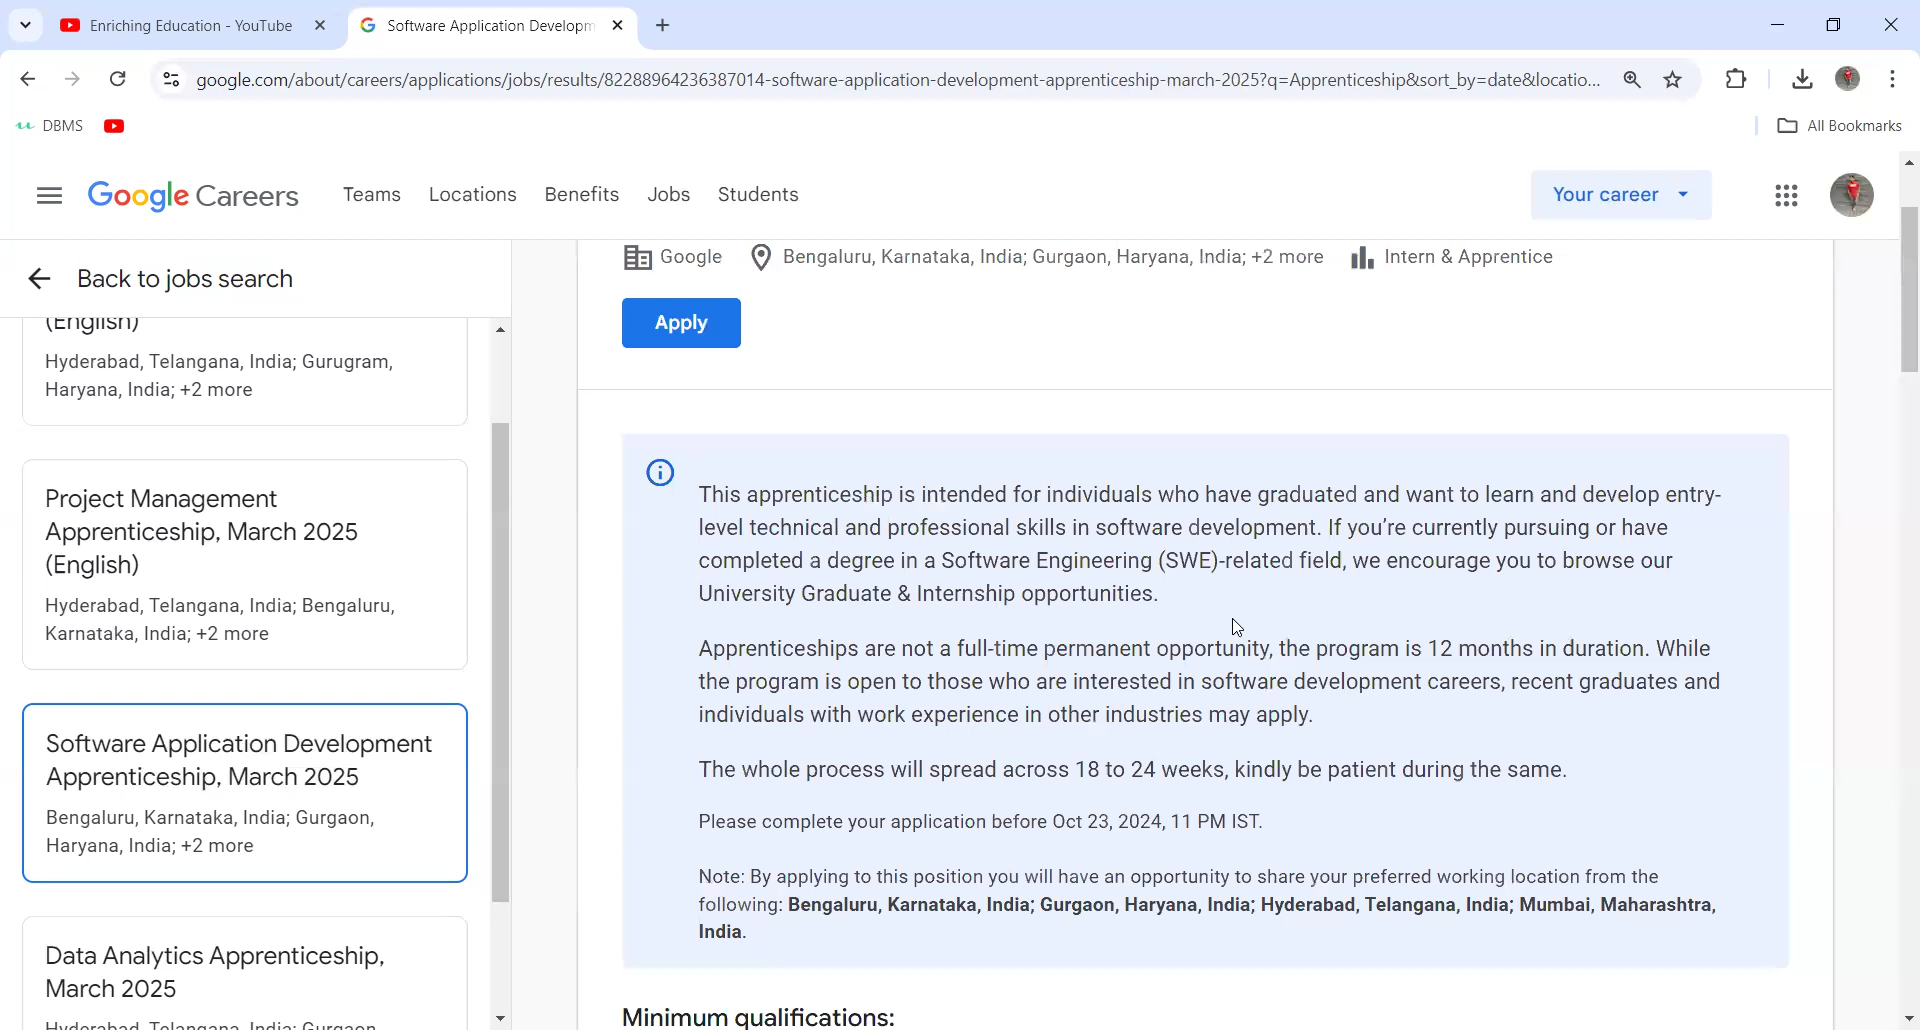 Enriching Education - YouTube
Software Application Developm
google.com/about/careers/applications/jobs/results/82288964236387014-software-application-development-apprenticeship-march-2025?q=Apprenticeship&sort_by=date&locatio...
DBMS
All Bookmarks
Google Careers
Teams
Locations
Benefits
Jobs
Students
Your career
Back to jobs search
(English)
Hyderabad, Telangana, India; Gurugram,
Haryana, India; +2 more
Project Management
Apprenticeship, March 2025
(English)
Hyderabad, Telangana, India; Bengaluru,
Karnataka, India; +2 more
Software Application Development
Apprenticeship, March 2025
Bengaluru, Karnataka, India; Gurgaon,
Haryana, India; +2 more
Data Analytics Apprenticeship,
March 2025
Hyderabad, Telangana, India; Gurgaon
Google
Bengaluru, Karnataka, India; Gurgaon, Haryana, India; +2 more
Intern & Apprentice
Apply
This apprenticeship is intended for individuals who have graduated and want to learn and develop entry-
level technical and professional skills in software development. If you're currently pursuing or have
completed a degree in a Software Engineering (SWE)-related field, we encourage you to browse our
University Graduate & Internship opportunities.
Apprenticeships are not a full-time permanent opportunity, the program is 12 months in duration. While
the program is open to those who are interested in software development careers, recent graduates and
individuals with work experience in other industries may apply.
The whole process will spread across 18 to 24 weeks, kindly be patient during the same.
Please complete your application before Oct 23, 2024, 11 PM IST.
Note: By applying to this position you will have an opportunity to share your preferred working location from the
following: Bengaluru, Karnataka, India; Gurgaon, Haryana, India; Hyderabad, Telangana, India; Mumbai, Maharashtra,
India.
Minimum qualifications: